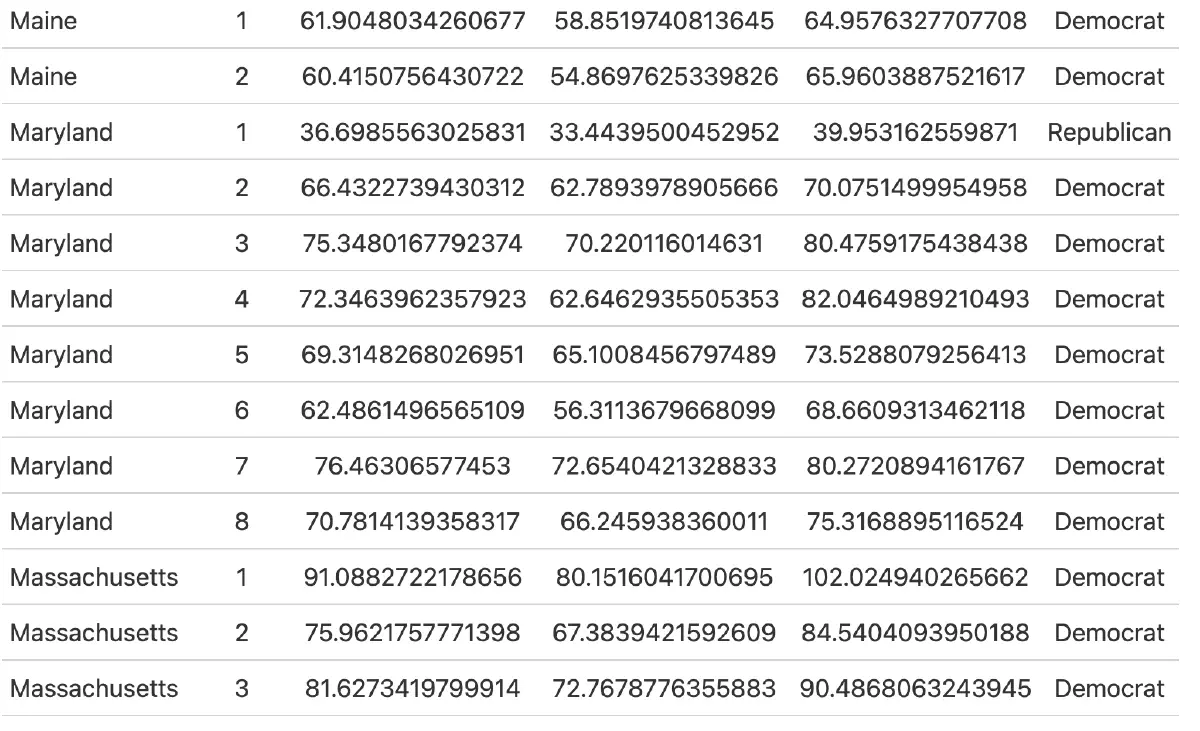 Maine 1 61.9048034260677 58.8519740813645 64.9576327707708 Democrat
Maine 2 60.4150756430722 54.8697625339826 65.9603887521617 Democrat
Maryland 1 36.6985563025831 33.4439500452952 39.953162559871 Republican
Maryland 2 66.4322739430312 62.7893978905666 70.0751499954958 Democrat
Maryland 3 75.3480167792374 70.220116014631 80.4759175438438 Democrat
Maryland 4 72.3463962357923 62.6462935505353 82.0464989210493 Democrat
Maryland 5 69.3148268026951 65.1008456797489 73.5288079256413 Democrat
Maryland 6 62.4861496565109 56.3113679668099 68.6609313462118 Democrat
Maryland 7 76.46306577453 72.6540421328833 80.2720894161767 Democrat
Maryland 8 70.7814139358317 66.245938360011 75.3168895116524 Democrat
Massachusetts 1 91.0882722178656 80.1516041700695 102.024940265662 Democrat
Massachusetts 2 75.9621757771398 67.3839421592609 84.5404093950188 Democrat
Massachusetts 3 81.6273419799914 72.7678776355883 90.4868063243945 Democrat